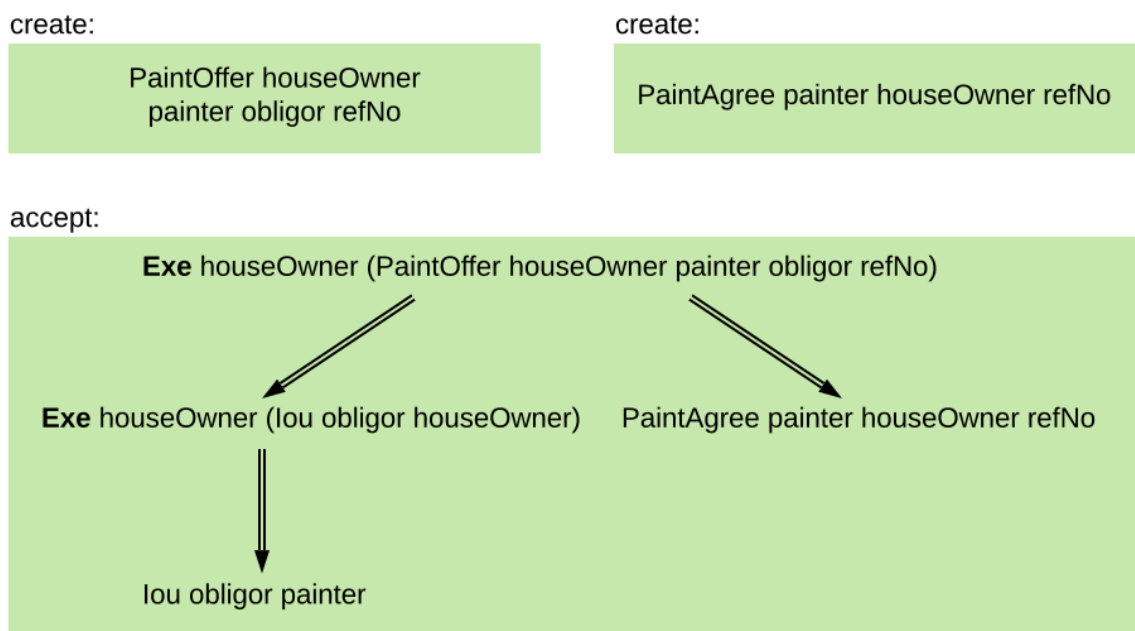 create:
PaintOffer houseOwner
painter obligor refNo
create:
PaintAgree painter houseOwner refNo
accept:
Exe houseOwner (PaintOffer houseOwner painter obligor refNo)
Exe houseOwner (Iou obligor houseOwner)
PaintAgree painter houseOwner refNo
Iou obligor painter